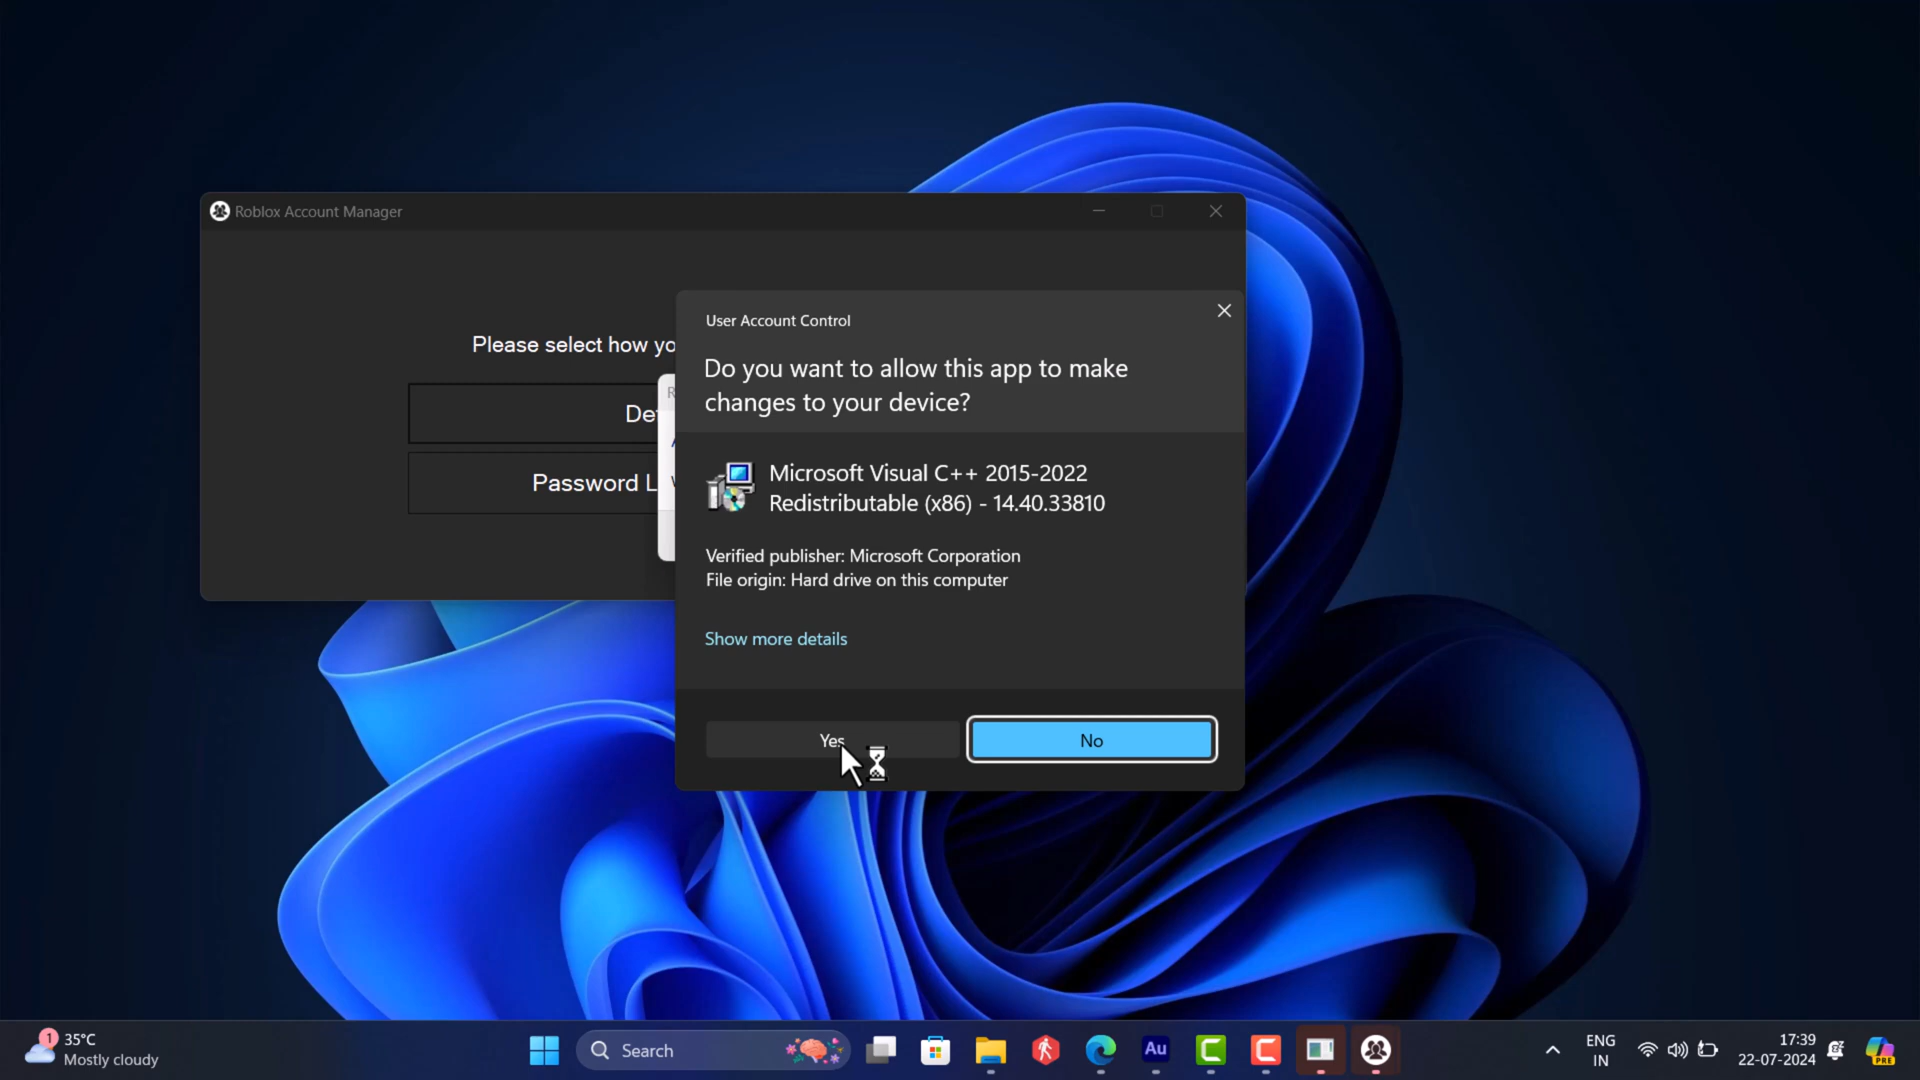 Roblox Account Manager
Please select how yo
De
Password L
User Account Control
Do you want to allow this app to make
changes to your device?
Microsoft Visual C++ 2015-2022
Redistributable (x86) - 14.40.33810
Verified publisher: Microsoft Corporation
File origin: Hard drive on this computer
Show more details
Yes
No
1
35°C
Mostly cloudy
Search
Au
ENG
IN
17:39
22-07-2024
PRE